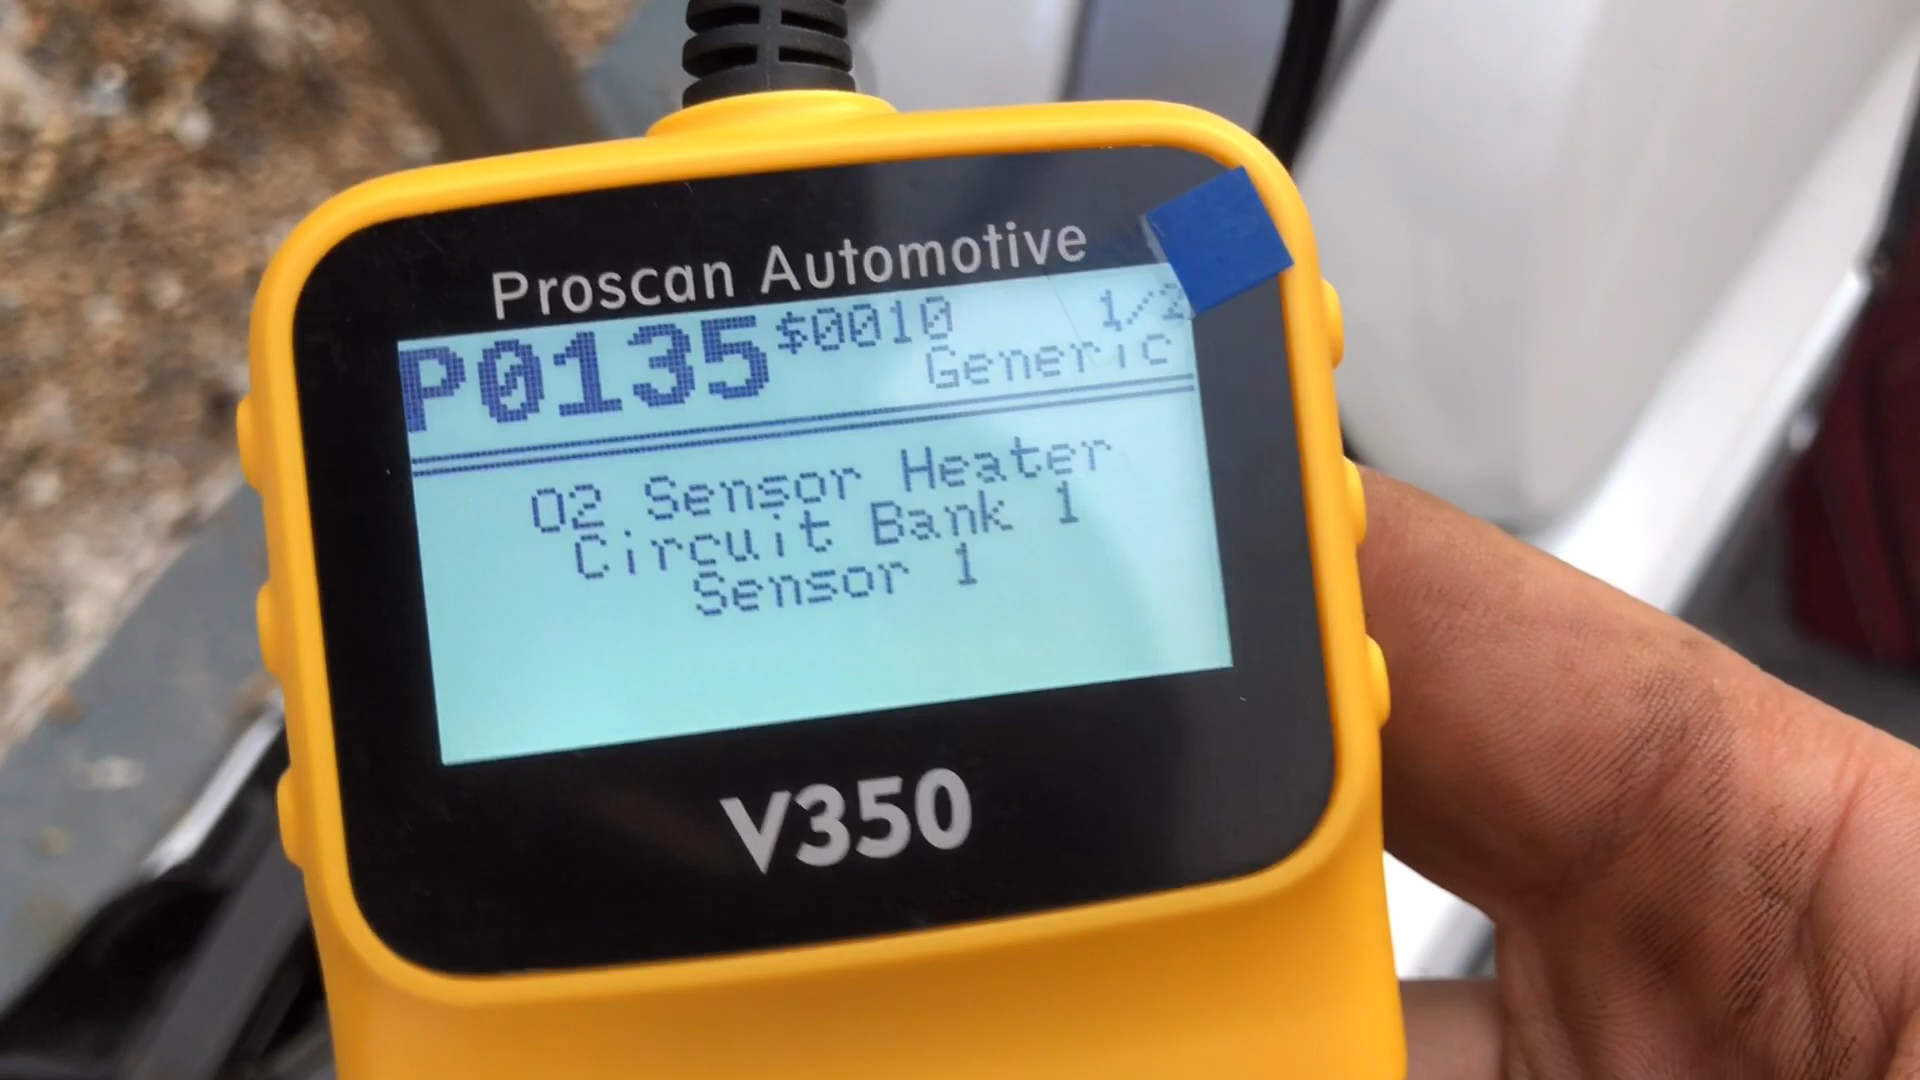 Proscan Automotive
P0135 $0010 1/2
Generic
O2 Sensor Heater
Circuit Bank 1
Sensor 1
V350